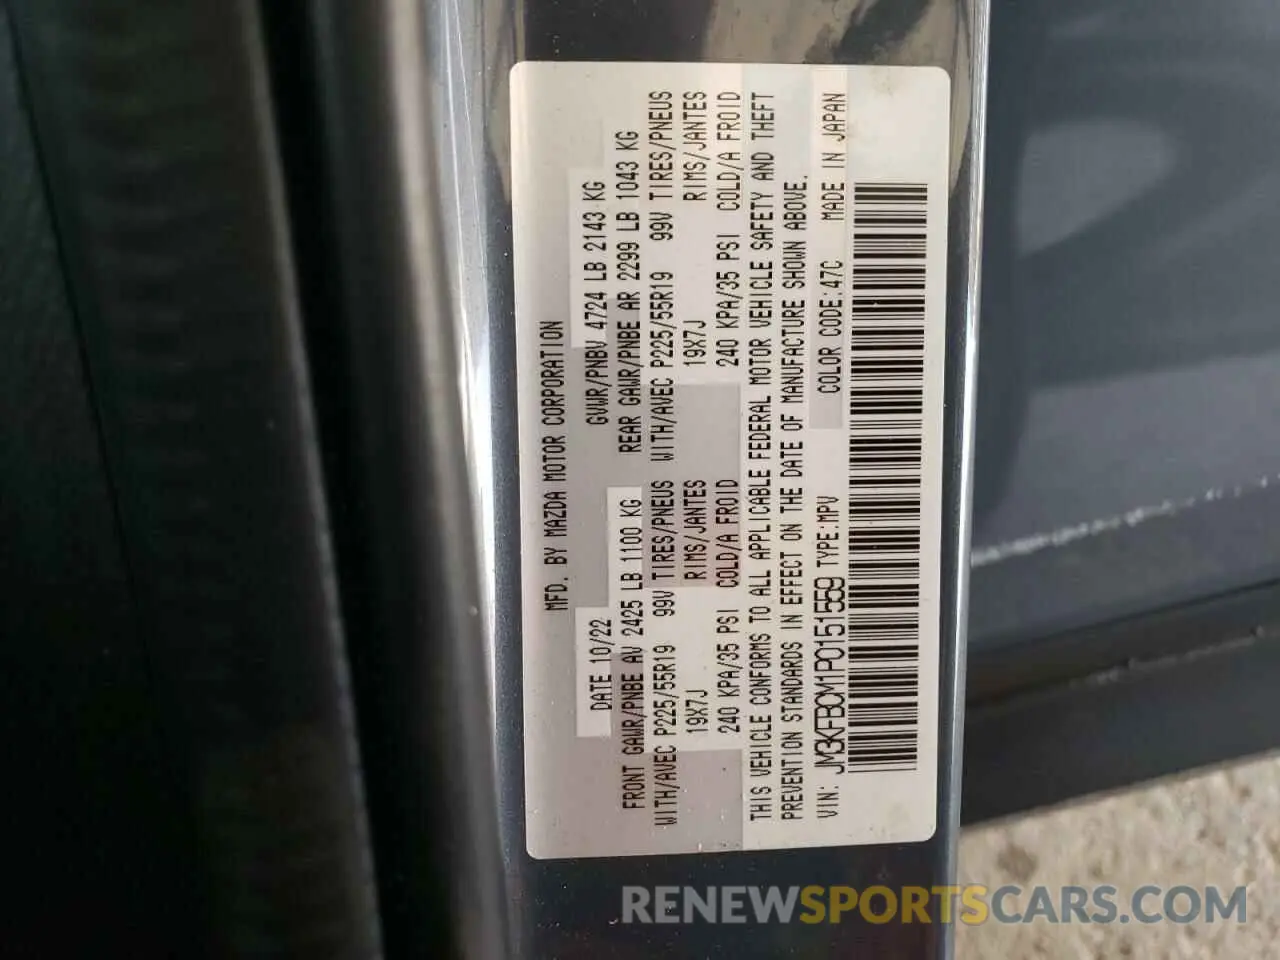 MFD. BY MAZDA MOTOR CORPORATION
DATE 10/22 GVWR/PNBV 4724 LB 2143 KG
FRONT GAWR/PNBE AV 2425 LB 1100 KG REAR GAWR/PNBE AR 2299 LB 1043 KG
WITH/AVEC P225/55R19 99V TIRES/PNEUS WITH/AVEC P225/55R19 99V TIRES/PNEUS
19X7J RIMS/JANTES 19X7J RIMS/JANTES
240 KPA/35 PSI COLD/A FROID 240 KPA/35 PSI COLD/A FROID
THIS VEHICLE CONFORMS TO ALL APPLICABLE FEDERAL MOTOR VEHICLE SAFETY AND THEFT
PREVENTION STANDARDS IN EFFECT ON THE DATE OF MANUFACTURE SHOWN ABOVE.
VIN: JM3KFBCM1P0151559 TYPE:MPV COLOR CODE:47C MADE IN JAPAN
RENEWSPORTSCARS.COM